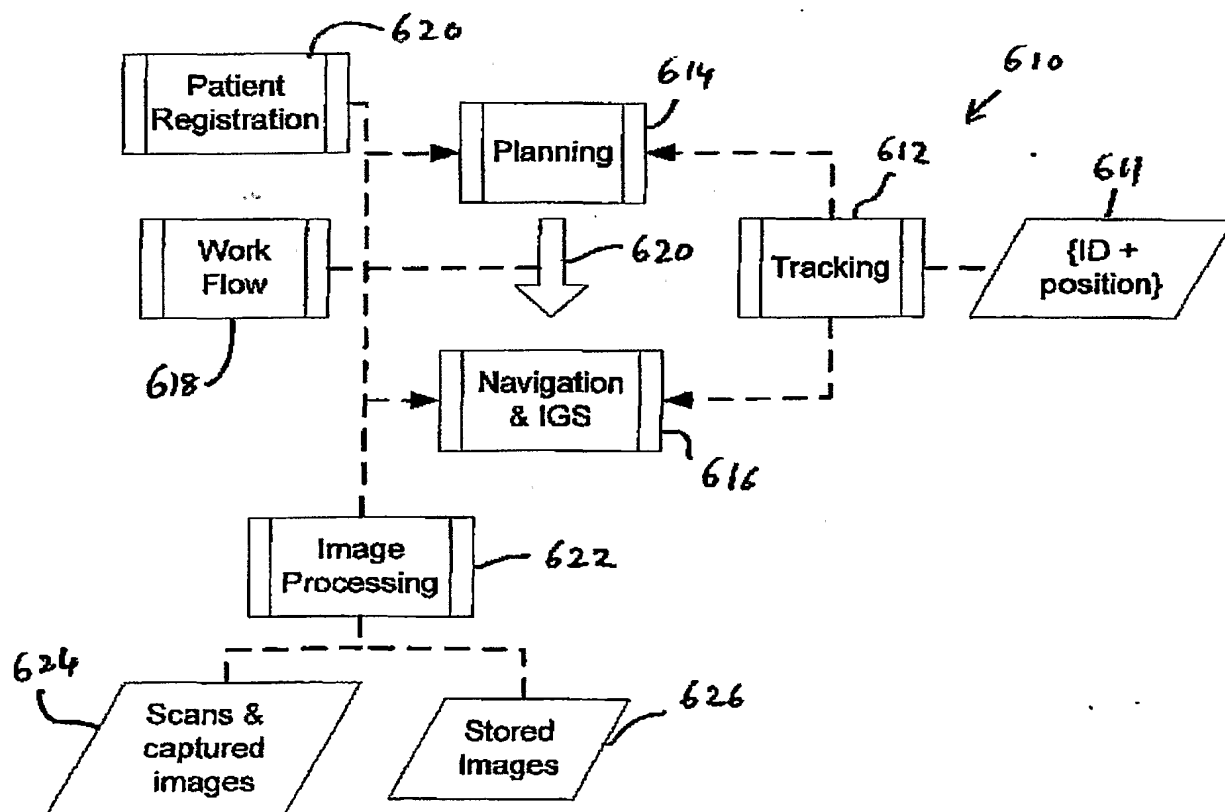 620
Patient
Registration
614
Planning
610
612
Tracking
611
{ID +
position}
Work
Flow
618
620
Navigation
& IGS
616
Image
Processing
622
624
Scans &
captured
images
Stored
Images
626